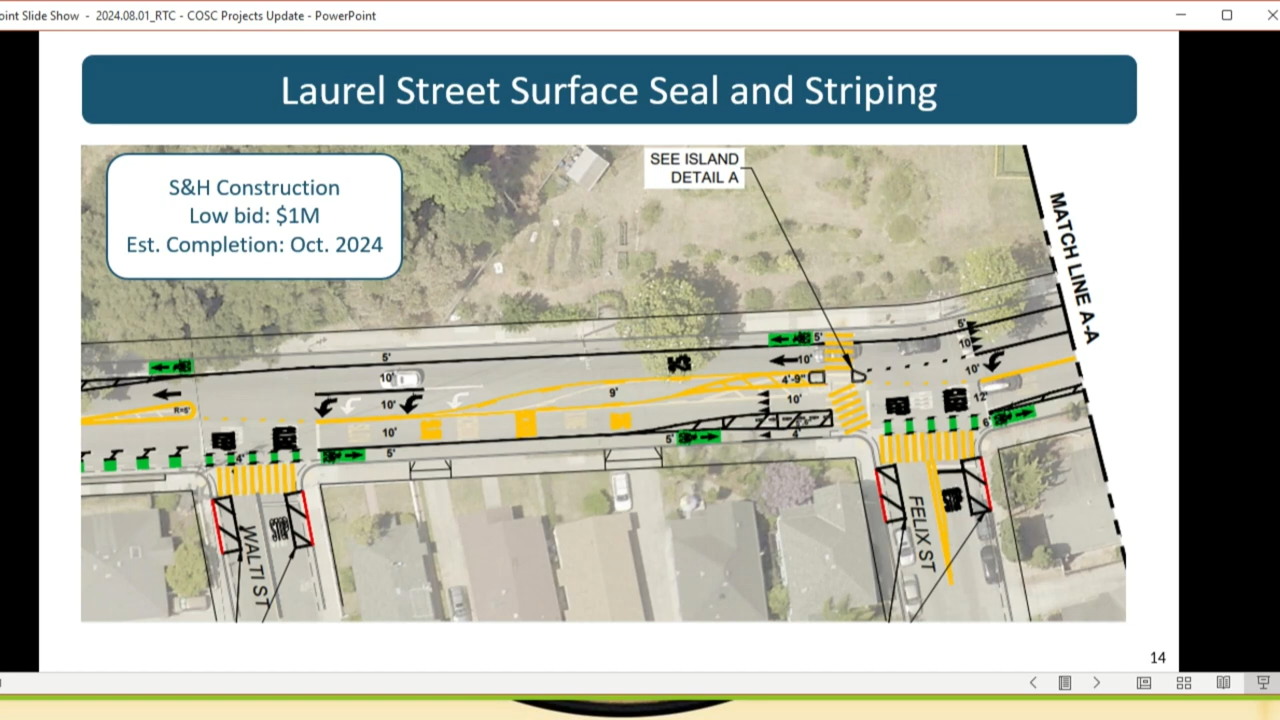 oint Slide Show - 2024.08.01_RTC - COSC Projects Update - PowerPoint
Laurel Street Surface Seal and Striping
S&H Construction
Low bid: $1M
Est. Completion: Oct. 2024
SEE ISLAND
DETAIL A
MATCH LINE A-A
5'
5'
5'
10'
10'
10'
4'-9"
10'
9'
10'
10'
12'
10'
R=5'
5'
4'
6'
4'
5'
WALTI ST
FELIX ST
14